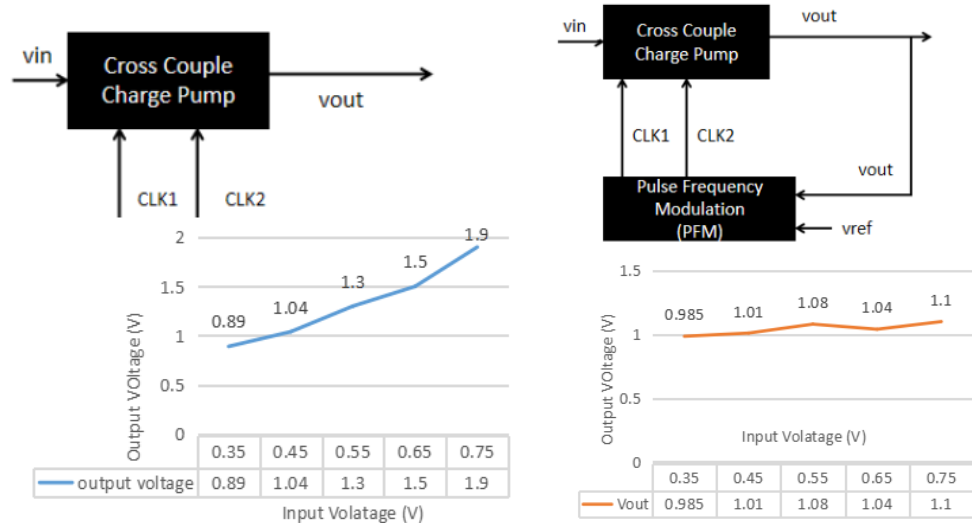 vin
Cross Couple
Charge Pump
vout
CLK1
CLK2
2
1.5
1
0.5
0
Output VOltage (V)
0.89
1.04
1.3
1.5
1.9
0.35 0.45 0.55 0.65 0.75
output voltage 0.89 1.04 1.3 1.5 1.9
Input Volatage (V)
vin
Cross Couple
Charge Pump
vout
CLK1
CLK2
vout
Pulse Frequency
Modulation
(PFM)
vref
1.5
1
0.5
0
Output VOltage (V)
0.985
1.01
1.08
1.04
1.1
Input Volatage (V)
0.35 0.45 0.55 0.65 0.75
Vout 0.985 1.01 1.08 1.04 1.1